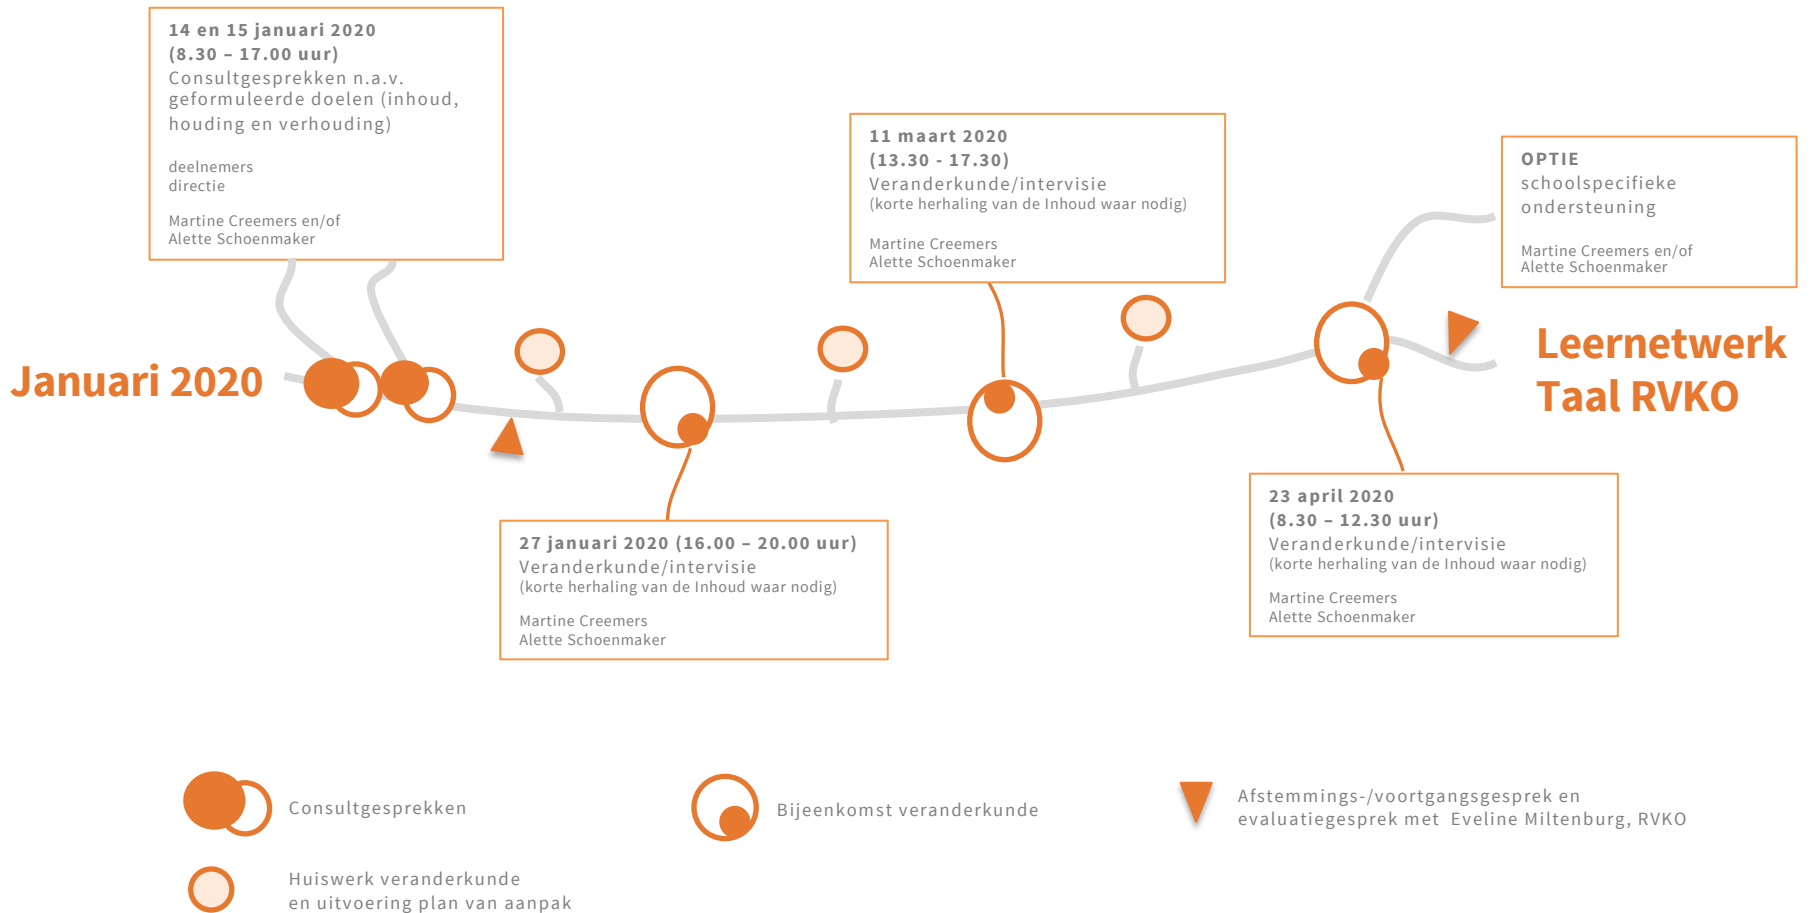 14 en 15 januari 2020
(8.30 – 17.00 uur)
Consultgesprekken n.a.v.
geformuleerde doelen (inhoud,
houding en verhouding)
deelnemers
directie
Martine Creemers en/of
Alette Schoenmaker
11 maart 2020
(13.30 - 17.30)
Veranderkunde/intervisie
(korte herhaling van de Inhoud waar nodig)
Martine Creemers
Alette Schoenmaker
OPTIE
schoolspecifieke
ondersteuning
Martine Creemers en/of
Alette Schoenmaker
Januari 2020
Leernetwerk
Taal RVKO
27 januari 2020 (16.00 – 20.00 uur)
Veranderkunde/intervisie
(korte herhaling van de Inhoud waar nodig)
Martine Creemers
Alette Schoenmaker
23 april 2020
(8.30 – 12.30 uur)
Veranderkunde/intervisie
(korte herhaling van de Inhoud waar nodig)
Martine Creemers
Alette Schoenmaker
Consultgesprekken
Bijeenkomst veranderkunde
Afstemmings-/voortgangsgesprek en
evaluatiegesprek met Eveline Miltenburg, RVKO
Huiswerk veranderkunde
en uitvoering plan van aanpak